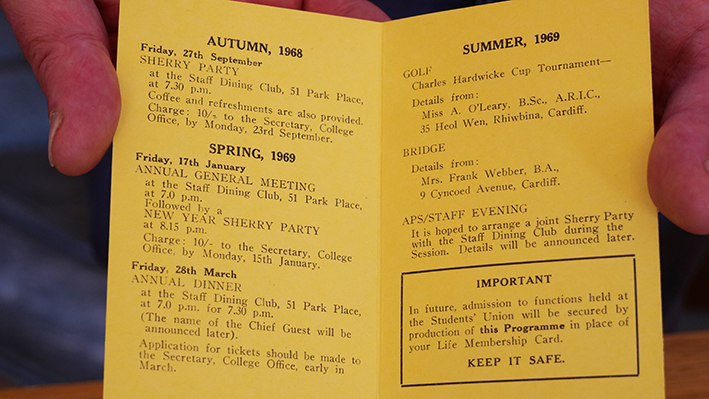 AUTUMN, 1968
Friday, 27th September
SHERRY PARTY
at the Staff Dining Club, 51 Park Place,
at 7.30 p.m.
Coffee and refreshments are also provided.
Charge: 10/- to the Secretary, College
Office, by Monday, 23rd September.
SPRING, 1969
Friday, 17th January
ANNUAL GENERAL MEETING
at the Staff Dining Club, 51 Park Place,
at 7.0 p.m.
Followed by a
NEW YEAR SHERRY PARTY
at 8.15 p.m.
Charge: 10/- to the Secretary, College
Office, by Monday, 15th January.
Friday, 28th March
ANNUAL DINNER
at the Staff Dining Club, 51 Park Place,
at 7.0 p.m. for 7.30 p.m.
(The name of the Chief Guest will be
announced later).
Application for tickets should be made to
the Secretary, College Office, early in
March.
SUMMER, 1969
GOLF
Charles Hardwicke Cup Tournament—
Details from:
Miss A. O'Leary, B.Sc., A.R.I.C.,
35 Heol Wen, Rhiwbina, Cardiff.
BRIDGE
Details from:
Mrs. Frank Webber, B.A.,
9 Cyncoed Avenue, Cardiff.
APS/STAFF EVENING
It is hoped to arrange a joint Sherry Party
with the Staff Dining Club during the
Session. Details will be announced later.
IMPORTANT
In future, admission to functions held at
the Students' Union will be secured by
production of this Programme in place of
your Life Membership Card.
KEEP IT SAFE.